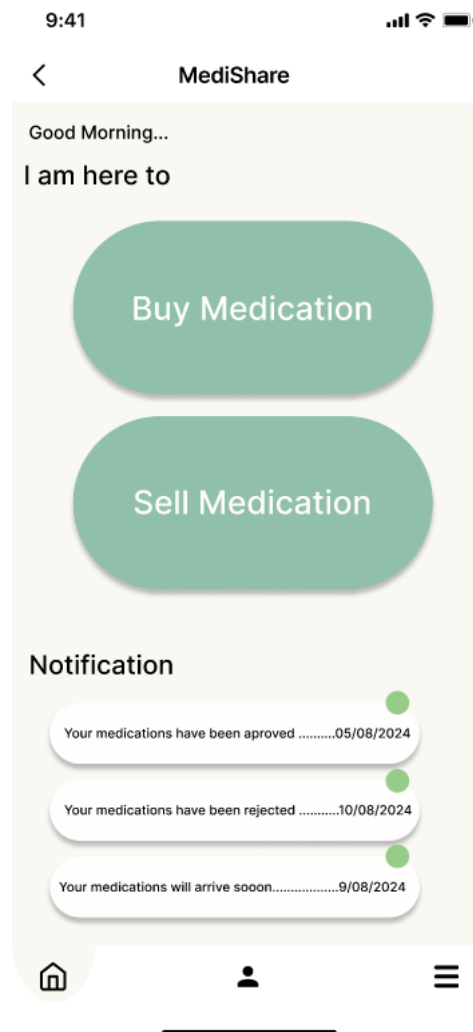 9:41
MediShare
Good Morning...
I am here to
Buy Medication
Sell Medication
Notification
Your medications have been aproved ..........05/08/2024
Your medications have been rejected ...........10/08/2024
Your medications will arrive sooon..................9/08/2024